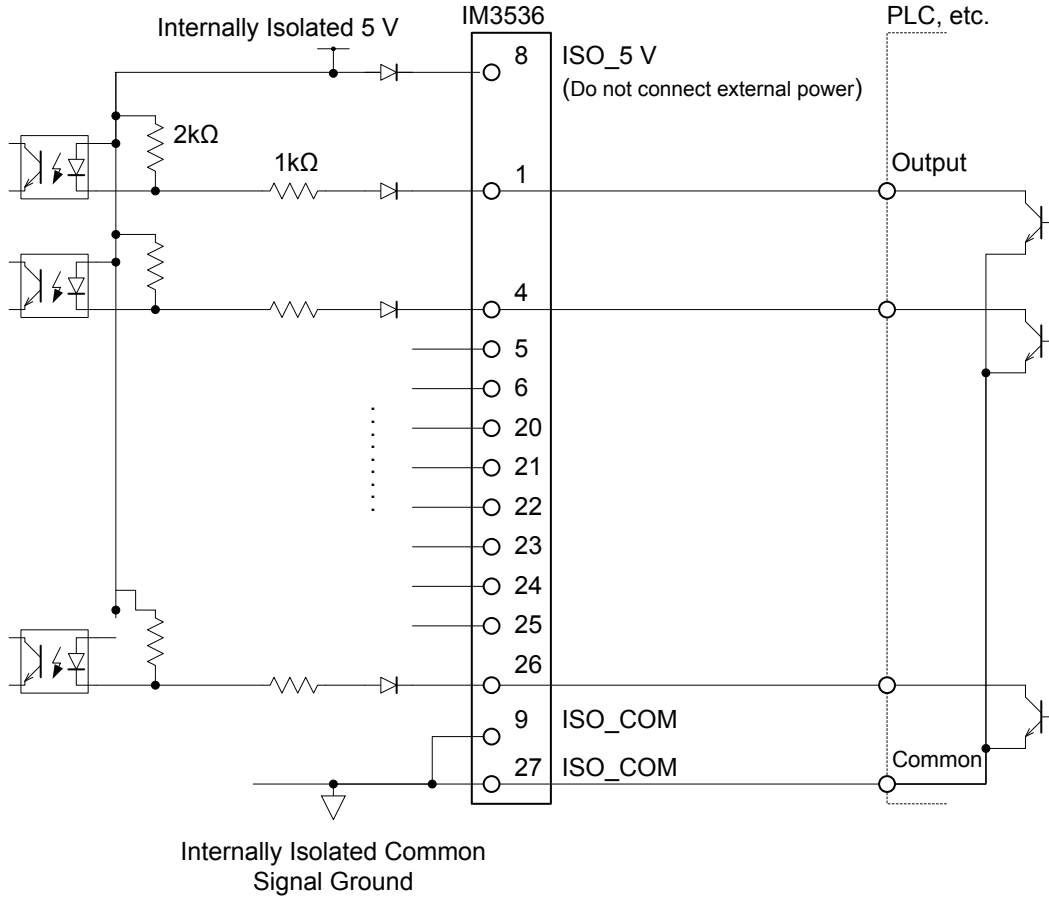 IM3536
PLC, etc.
Internally Isolated 5 V
8
ISO_5 V
(Do not connect external power)
2kΩ
1kΩ
1
Output
4
5
6
20
21
22
23
24
25
26
9
ISO_COM
27
ISO_COM
Common
Internally Isolated Common
Signal Ground